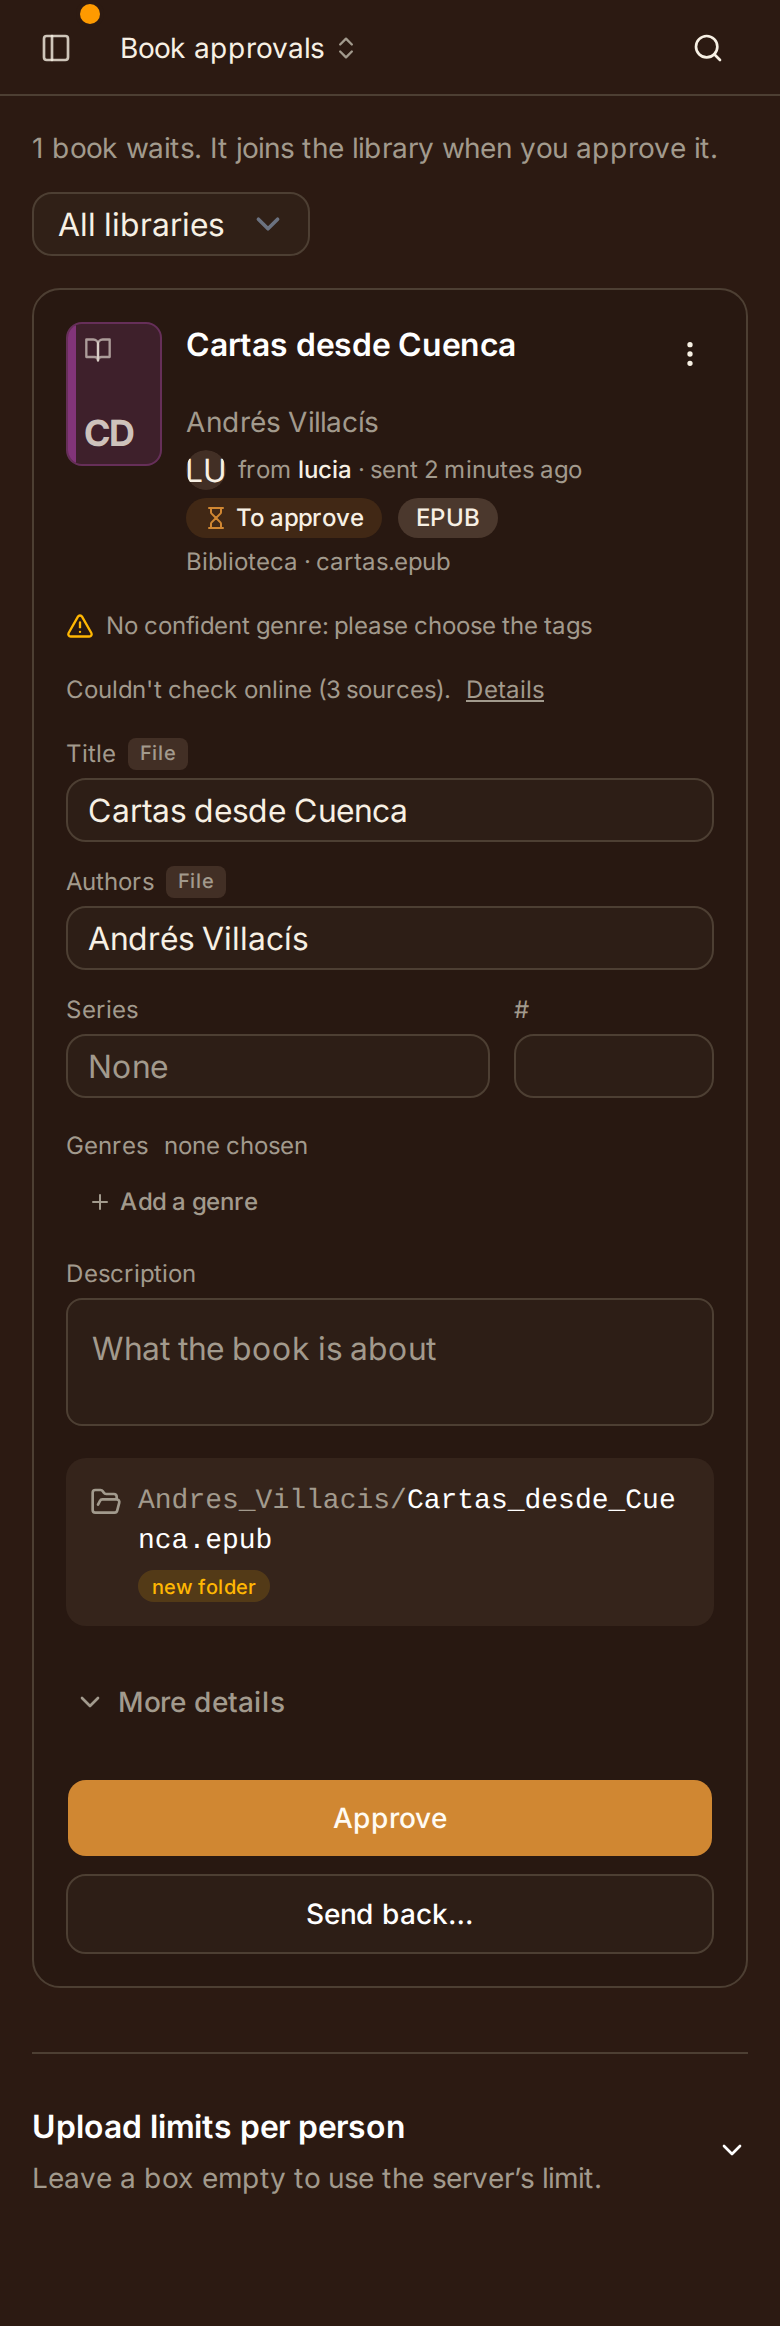 Book approvals
1 book waits. It joins the library when you approve it.
All libraries
CD
Cartas desde Cuenca
Andrés Villacís
LU from lucia · sent 2 minutes ago
To approve EPUB
Biblioteca · cartas.epub
No confident genre: please choose the tags
Couldn't check online (3 sources). Details
Title File
Cartas desde Cuenca
Authors File
Andrés Villacís
Series #
None
Genres none chosen
+ Add a genre
Description
What the book is about
Andres_Villacis/Cartas_desde_Cue
nca.epub
new folder
More details
Approve
Send back...
Upload limits per person
Leave a box empty to use the server’s limit.